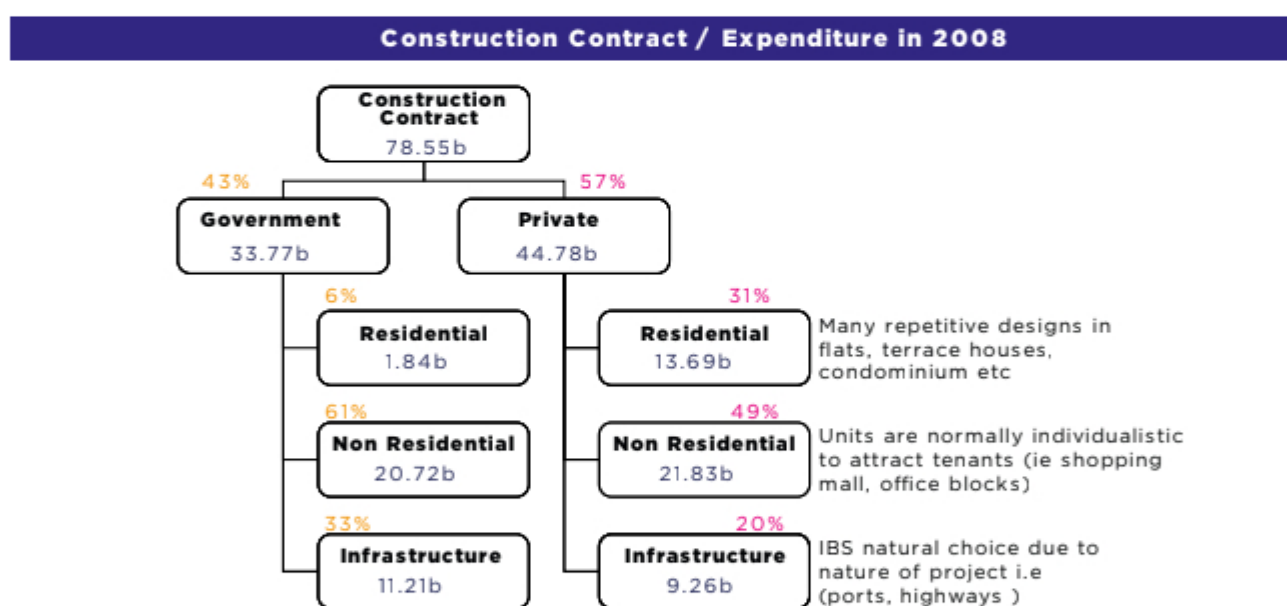 Construction Contract / Expenditure in 2008
Construction
Contract
78.55b
43%
57%
Government
33.77b
Private
44.78b
6%
31%
Residential
1.84b
Residential
13.69b
Many repetitive designs in
flats, terrace houses,
condominium etc
61%
49%
Non Residential
20.72b
Non Residential
21.83b
Units are normally individualistic
to attract tenants (ie shopping
mall, office blocks)
33%
20%
Infrastructure
11.21b
Infrastructure
9.26b
IBS natural choice due to
nature of project i.e
(ports, highways )